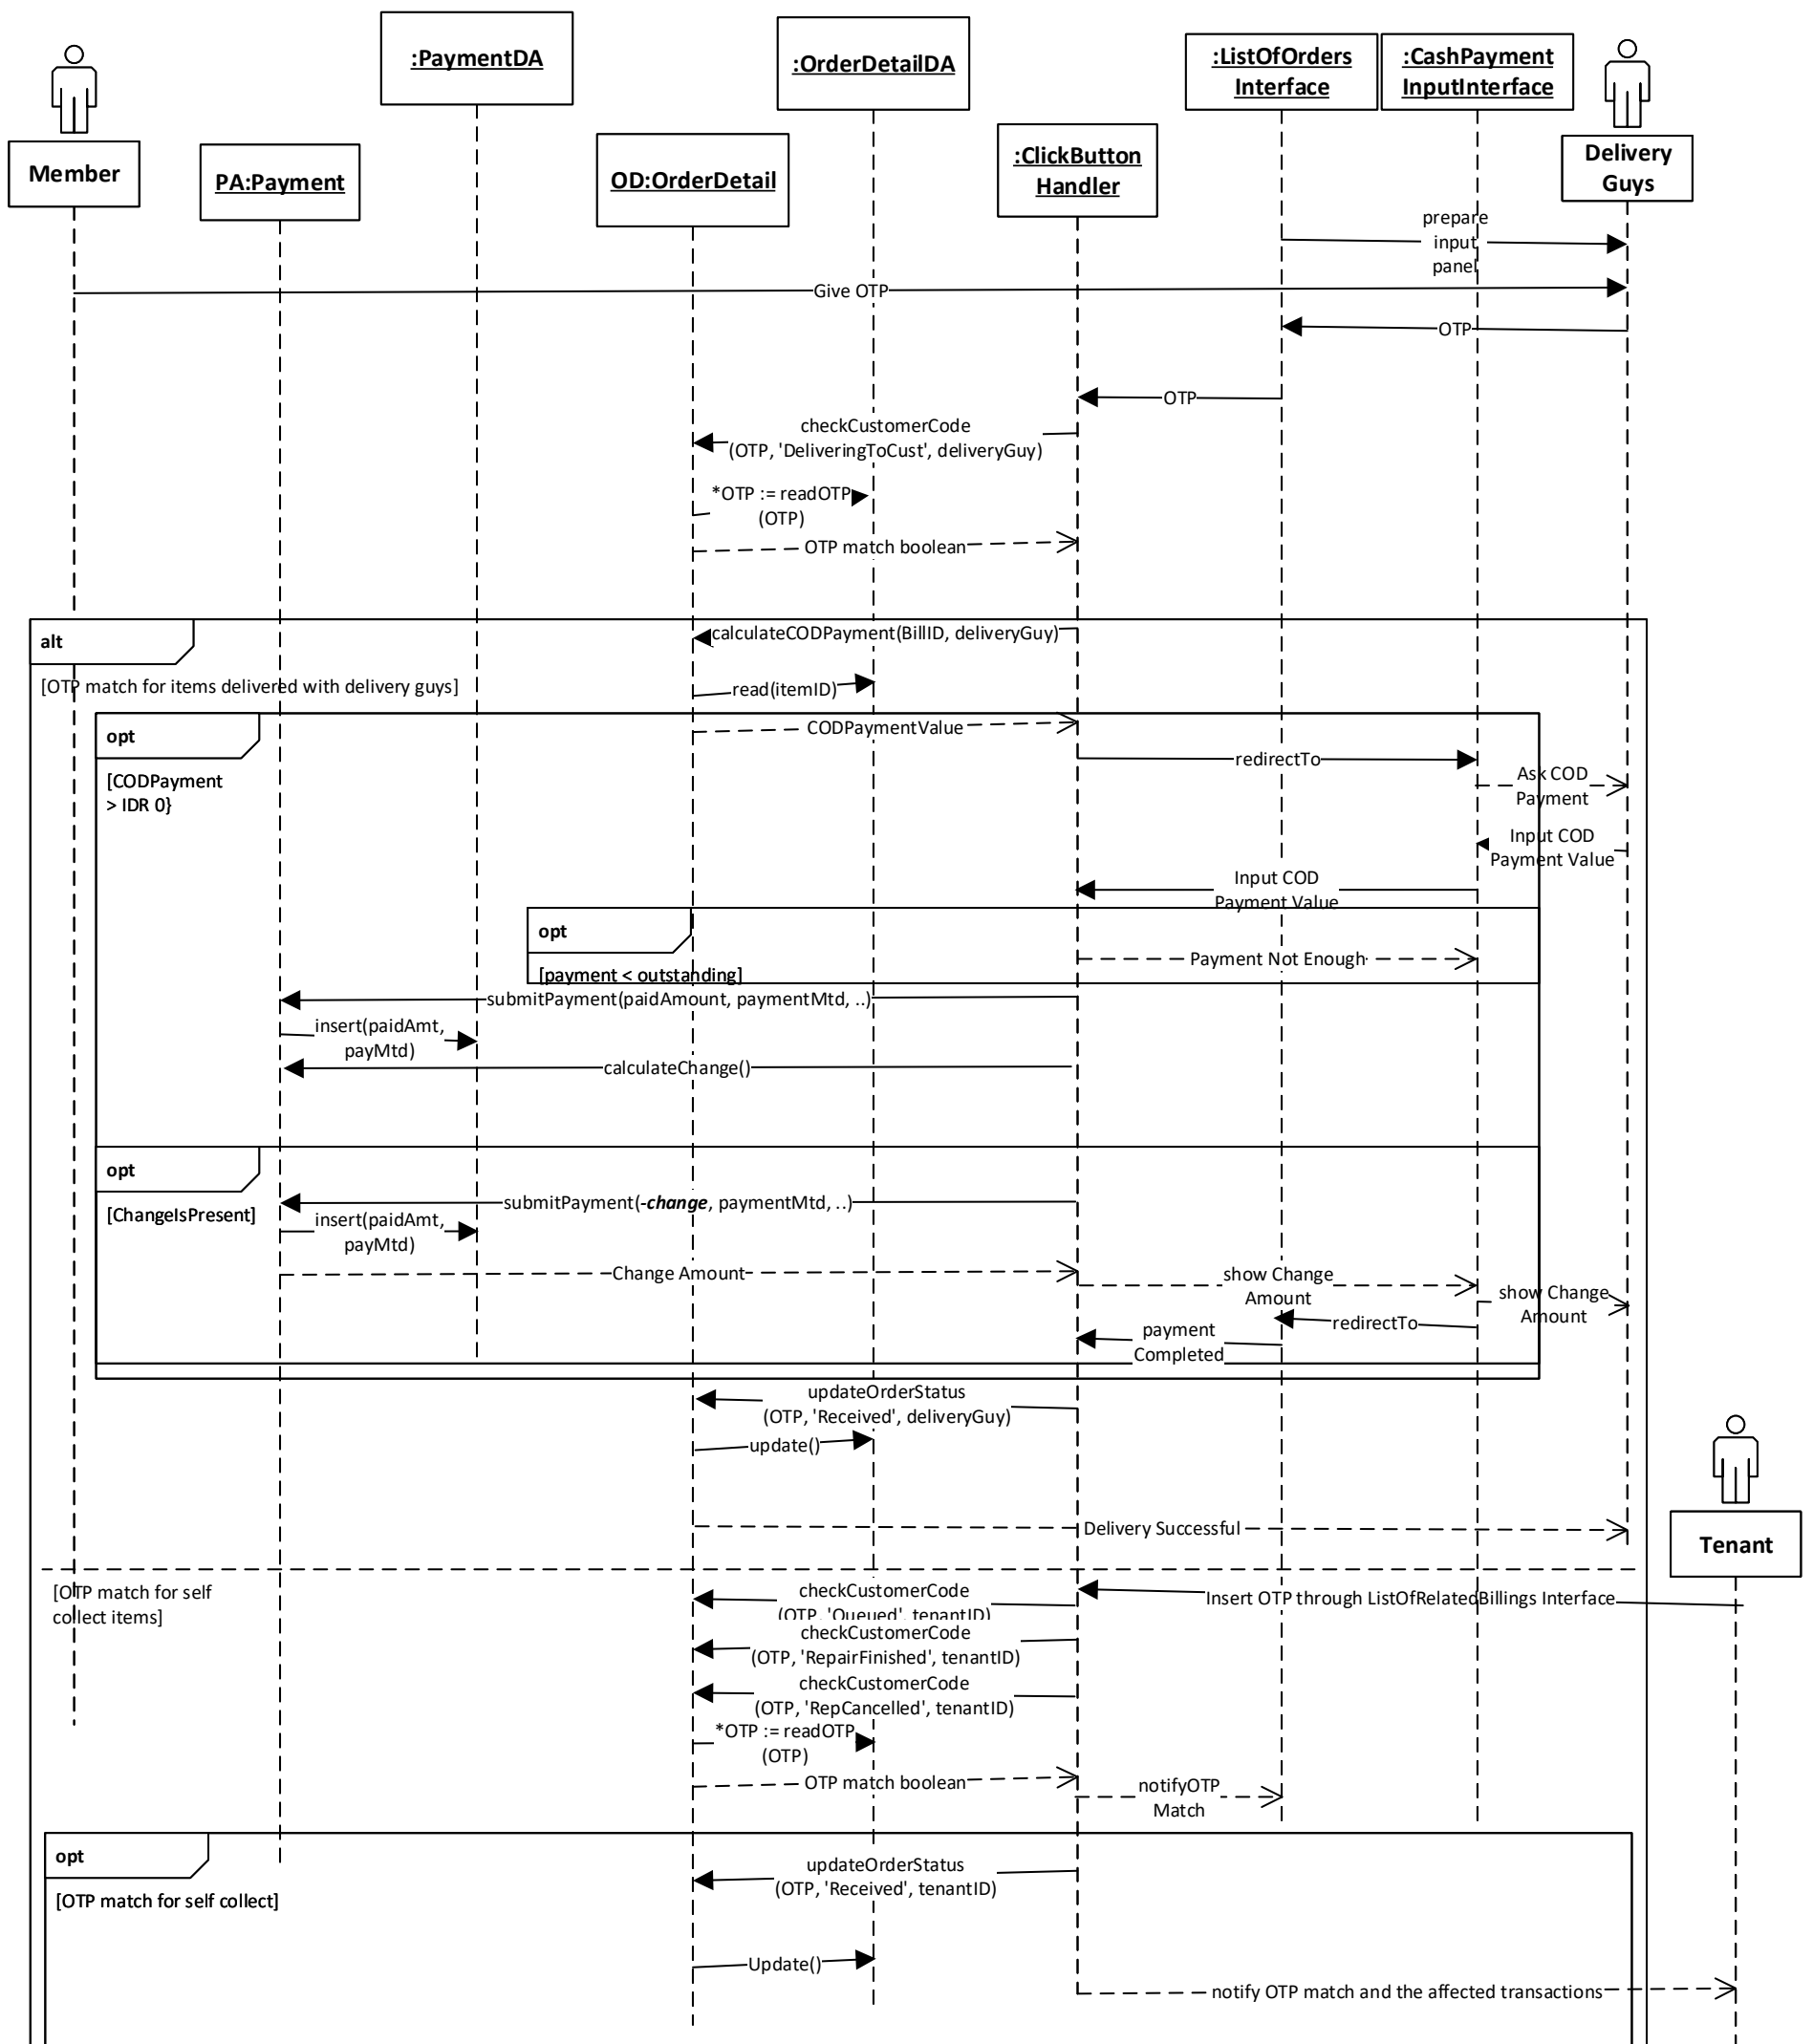 :PaymentDA
:OrderDetailDA
:ListOfOrders
Interface
:CashPayment
InputInterface
Member
PA:Payment
OD:OrderDetail
:ClickButton
Handler
Delivery
Guys
prepare
input
panel
Give OTP
OTP
OTP
checkCustomerCode
(OTP, 'DeliveringToCust', deliveryGuy)
*OTP := readOTP
(OTP)
OTP match boolean
alt
calculateCODPayment(BillID, deliveryGuy)
[OTP match for items delivered with delivery guys]
read(itemID)
opt
CODPaymentValue
redirectTo
[CODPayment
> IDR 0}
Ask COD
Payment
Input COD
Payment Value
Input COD
Payment Value
opt
Payment Not Enough
[payment < outstanding]
submitPayment(paidAmount, paymentMtd, ..)
insert(paidAmt,
payMtd)
calculateChange()
opt
submitPayment(-change, paymentMtd, ..)
[ChangeIsPresent]
insert(paidAmt,
payMtd)
Change Amount
show Change
Amount
show Change
Amount
redirectTo
payment
Completed
updateOrderStatus
(OTP, 'Received', deliveryGuy)
update()
Delivery Successful
Tenant
[OTP match for self
collect items]
checkCustomerCode
(OTP, 'Queued', tenantID)
Insert OTP through ListOfRelatedBillings Interface
checkCustomerCode
(OTP, 'RepairFinished', tenantID)
checkCustomerCode
(OTP, 'RepCancelled', tenantID)
*OTP := readOTP
(OTP)
OTP match boolean
notifyOTP
Match
opt
updateOrderStatus
(OTP, 'Received', tenantID)
[OTP match for self collect]
Update()
notify OTP match and the affected transactions